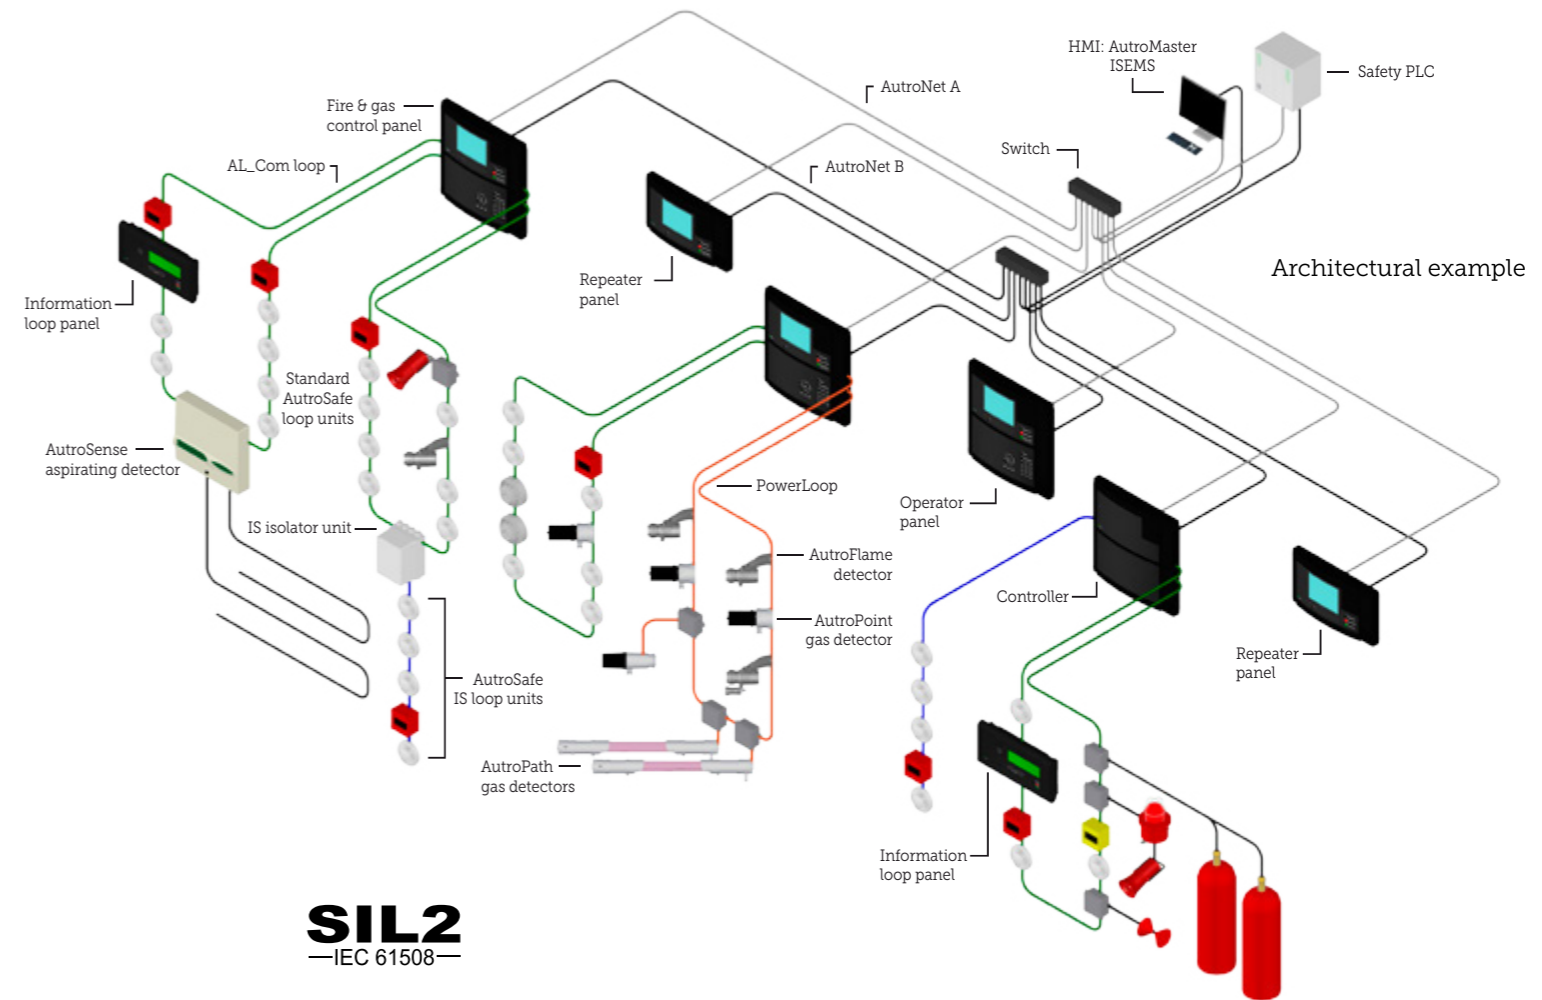 HMI: AutroMaster
ISEMS
Safety PLC
AutroNet A
Fire & gas
control panel
Switch
AL_Com loop
AutroNet B
Architectural example
Repeater
panel
Information
loop panel
Standard
AutroSafe
loop units
AutroSense
aspirating detector
PowerLoop
Operator
panel
IS isolator unit
AutroFlame
detector
Controller
AutroPoint
gas detector
Repeater
panel
AutroSafe
IS loop units
AutroPath
gas detectors
Information
loop panel
SIL2
IEC 61508